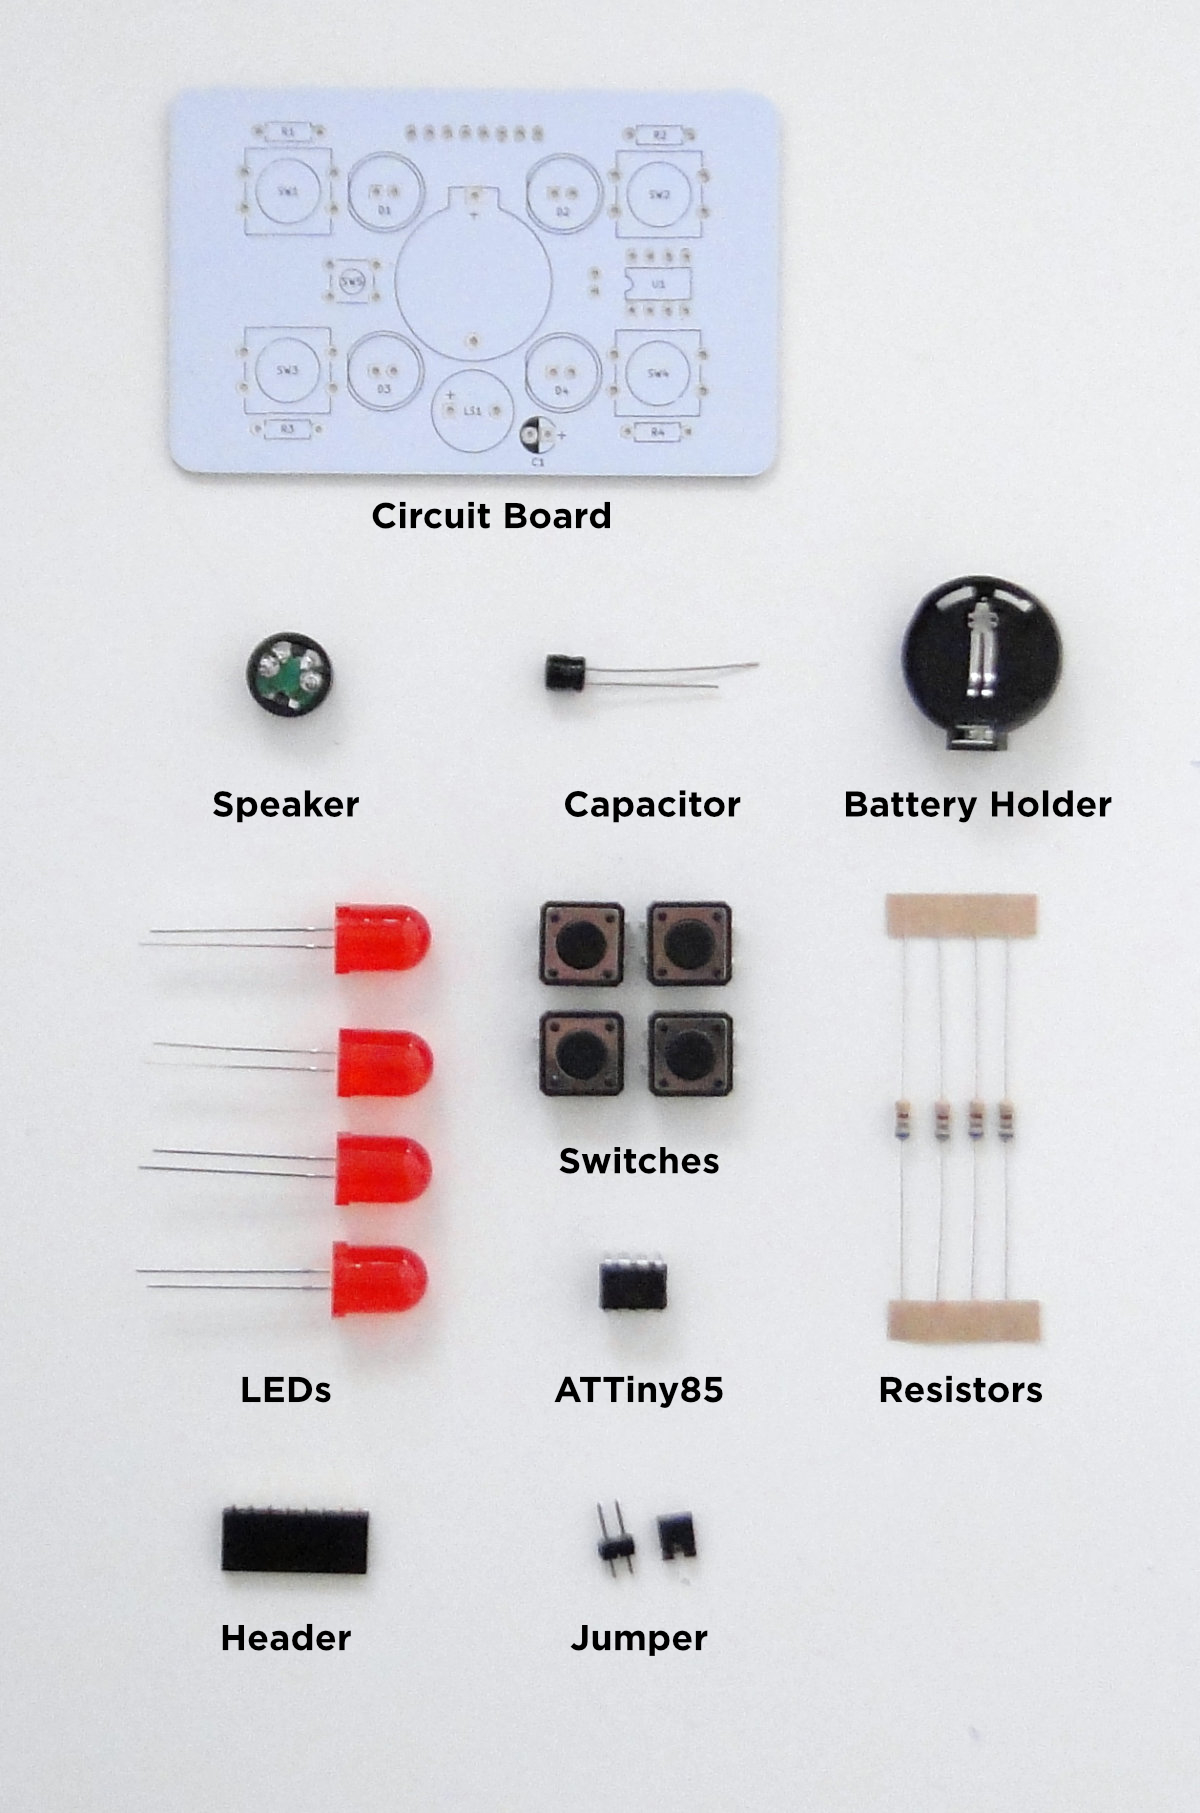 R1
R2
SW1
D1
+
D2
SW2
SW5
U1
SW3
D3
+
LS1
D4
SW4
R3
+
R4
C1
Circuit Board
Speaker
Capacitor
Battery Holder
Switches
LEDs
ATTiny85
Resistors
Header
Jumper